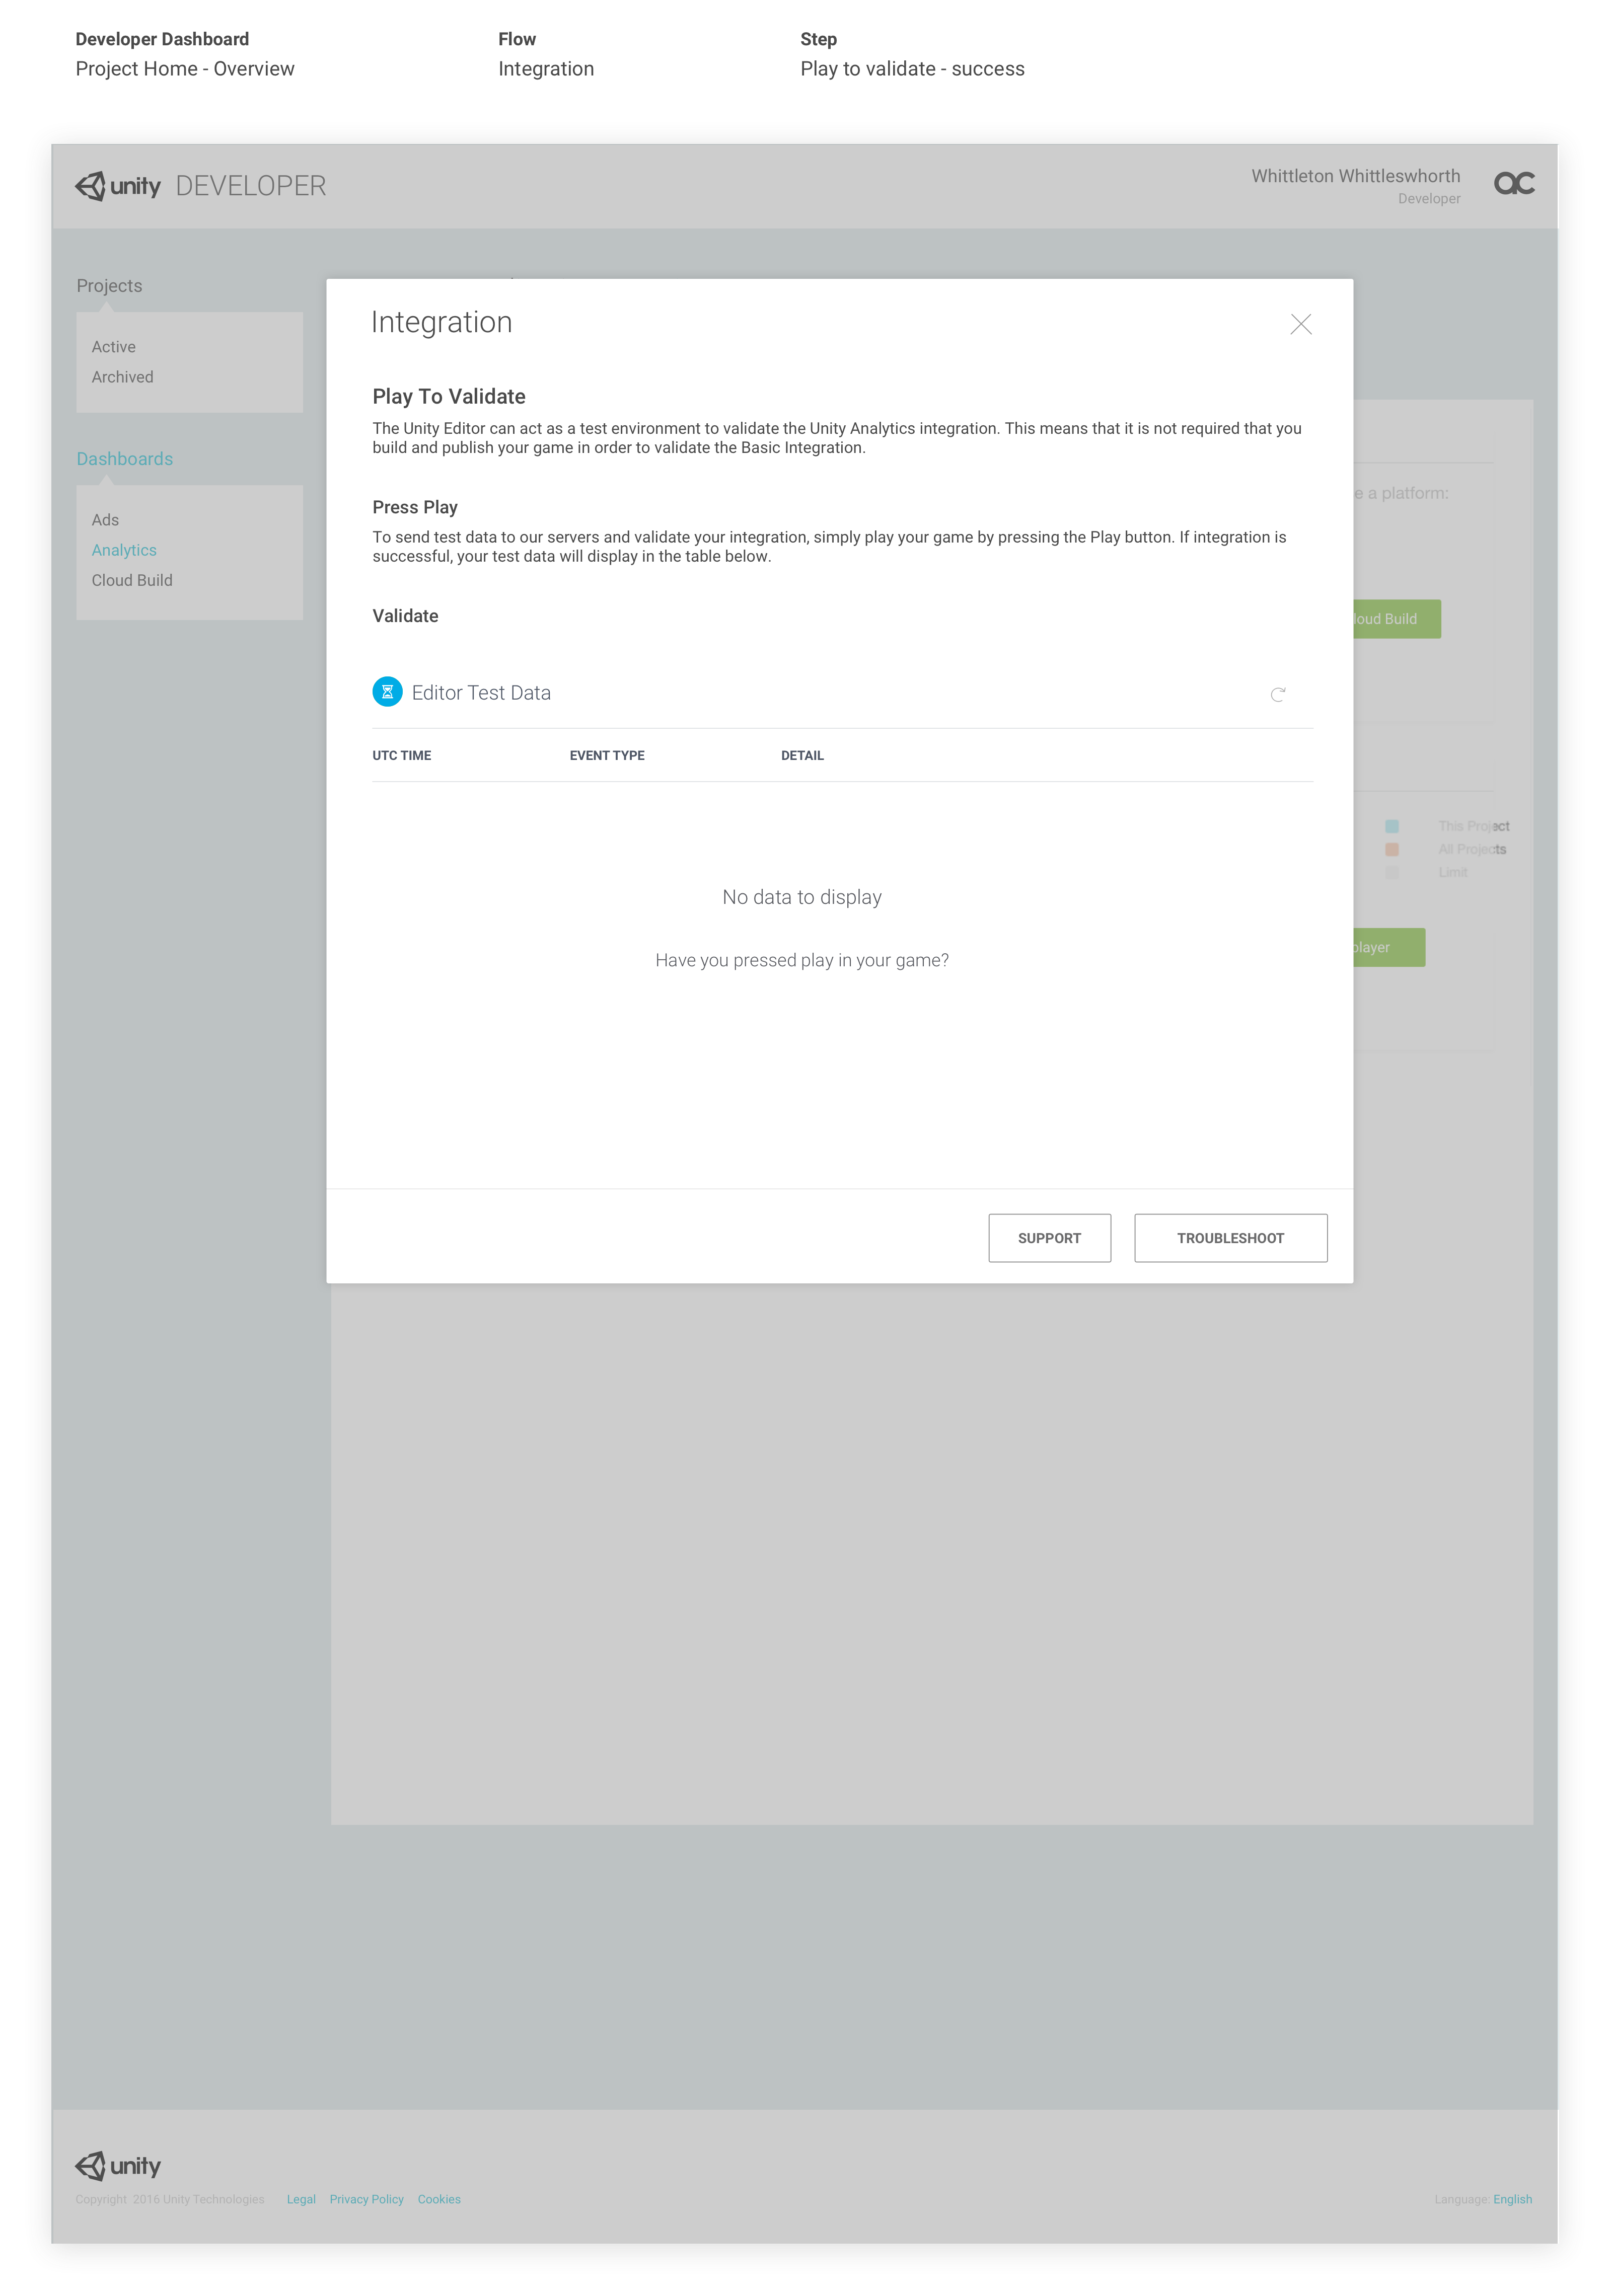 Developer Dashboard
Project Home - Overview
Flow
Integration
Step
Play to validate - success
unity DEVELOPER
Whittleton Whittleswhorth
Developer
ac
Projects
Active
Archived
Dashboards
Ads
Analytics
Cloud Build
Integration
Play To Validate
The Unity Editor can act as a test environment to validate the Unity Analytics integration. This means that it is not required that you
build and publish your game in order to validate the Basic Integration.
Press Play
To send test data to our servers and validate your integration, simply play your game by pressing the Play button. If integration is
successful, your test data will display in the table below.
Validate
Editor Test Data
UTC TIME
EVENT TYPE
DETAIL
No data to display
Have you pressed play in your game?
SUPPORT
TROUBLESHOOT
a platform:
Build
This Project
All Projects
Limit
unity
Copyright 2016 Unity Technologies
Legal
Privacy Policy
Cookies
Language: English